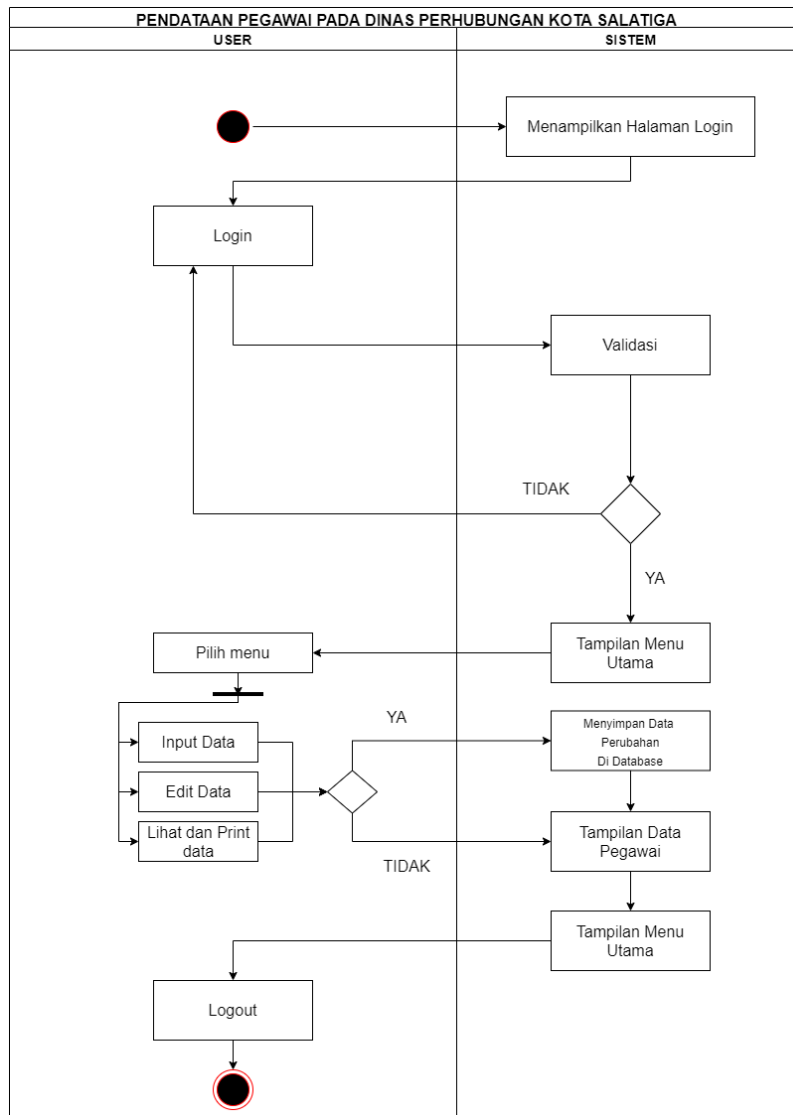 PENDATAAN PEGAWAI PADA DINAS PERHUBUNGAN KOTA SALATIGA
USER
SISTEM
Menampilkan Halaman Login
Login
Validasi
TIDAK
YA
Tampilan Menu
Utama
Pilih menu
YA
Menyimpan Data
Perubahan
Di Database
Input Data
Edit Data
Lihat dan Print
data
TIDAK
Tampilan Data
Pegawai
Tampilan Menu
Utama
Logout